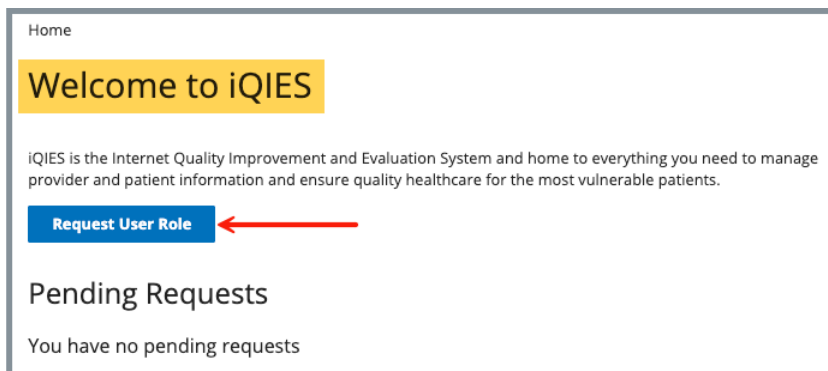 Home
Welcome to iQIES
iQIES is the Internet Quality Improvement and Evaluation System and home to everything you need to manage
provider and patient information and ensure quality healthcare for the most vulnerable patients.
Request User Role
Pending Requests
You have no pending requests